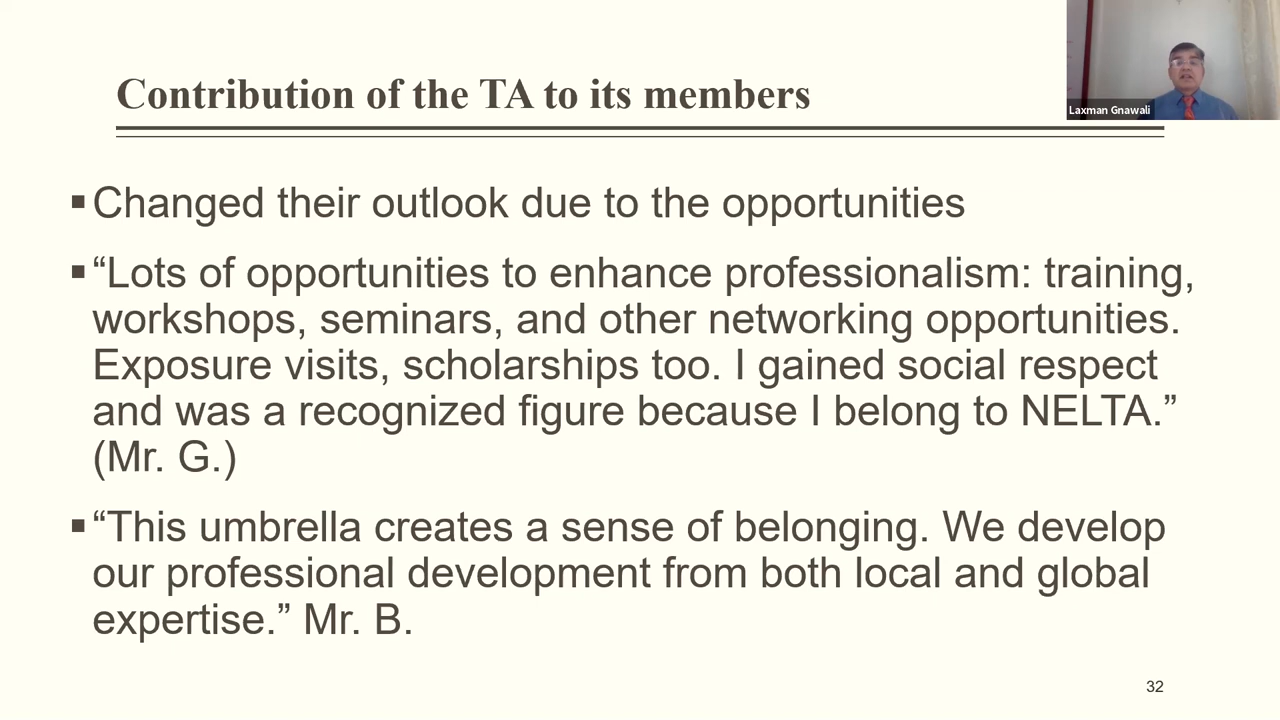 Contribution of the TA to its members
Laxman Gnawali
▪Changed their outlook due to the opportunities
▪“Lots of opportunities to enhance professionalism: training,
workshops, seminars, and other networking opportunities.
Exposure visits, scholarships too. I gained social respect
and was a recognized figure because I belong to NELTA.”
(Mr. G.)
▪“This umbrella creates a sense of belonging. We develop
our professional development from both local and global
expertise.” Mr. B.
32